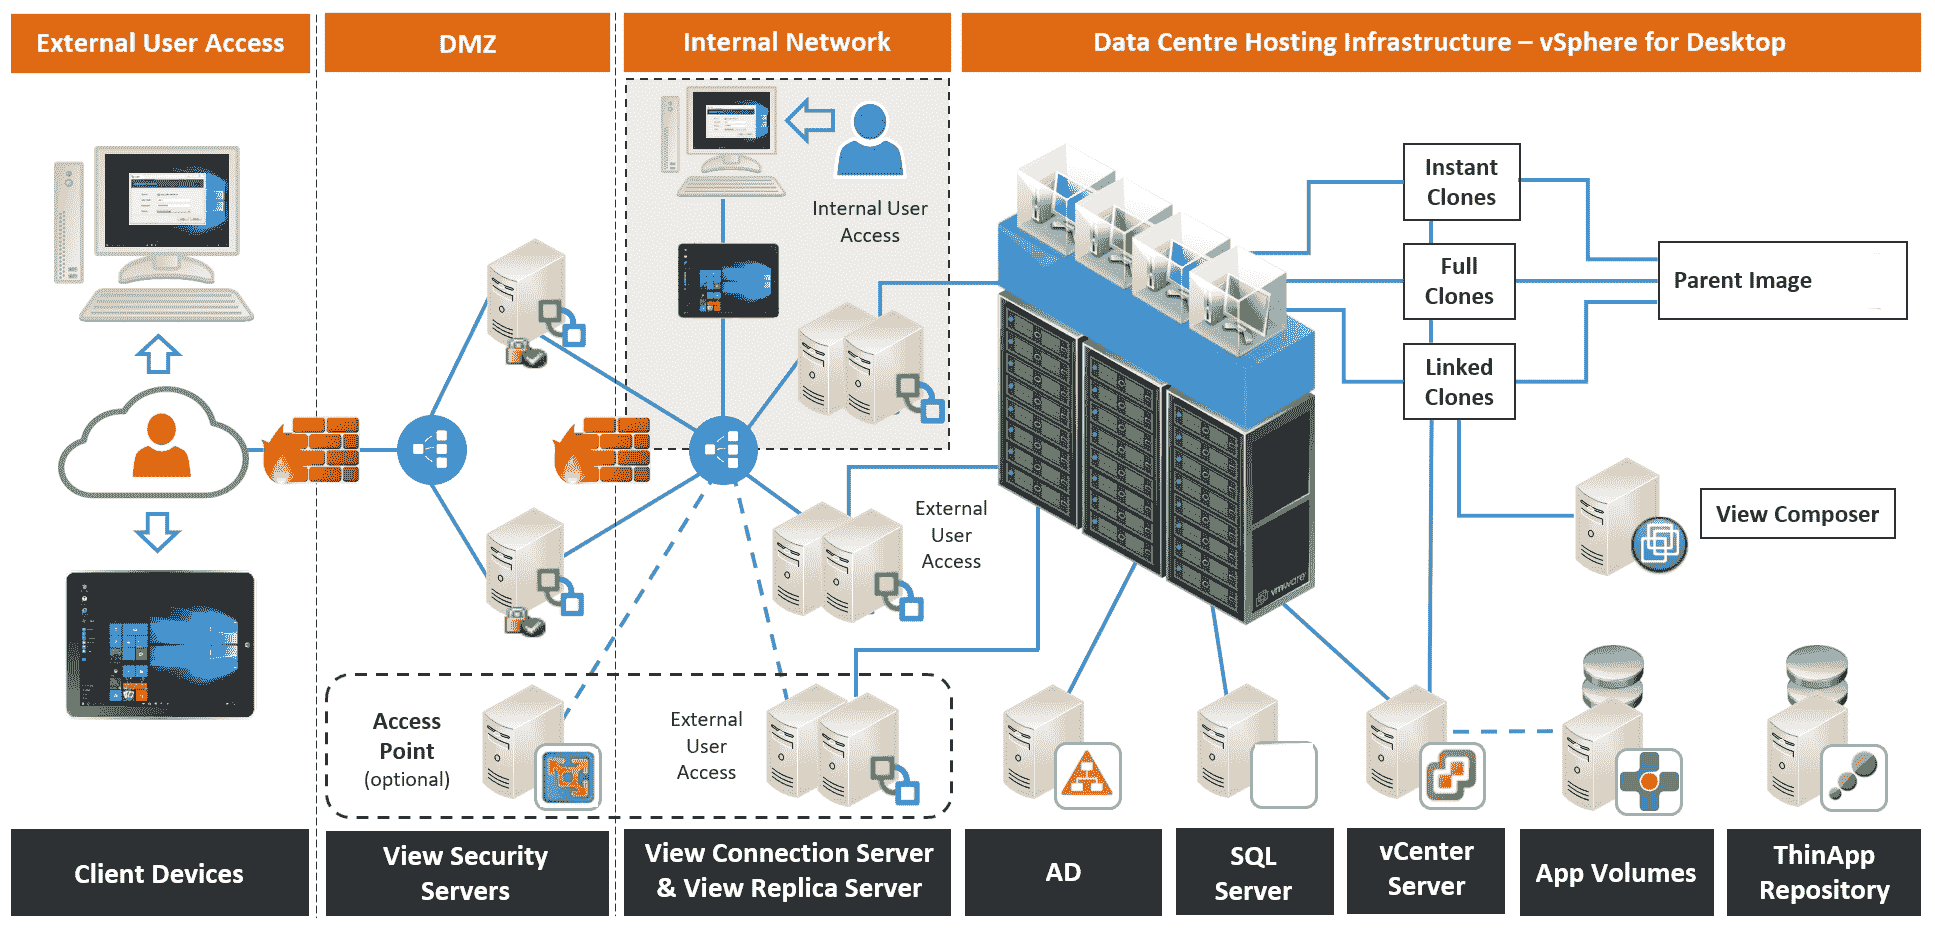 External User Access
DMZ
Internal Network
Data Centre Hosting Infrastructure – vSphere for Desktop
Internal User
Access
Instant
Clones
Full
Clones
Linked
Clones
Parent Image
External
User
Access
View Composer
vmware
Access
Point
(optional)
External
User
Access
Client Devices
View Security
Servers
View Connection Server
& View Replica Server
AD
SQL
Server
vCenter
Server
App Volumes
ThinApp
Repository